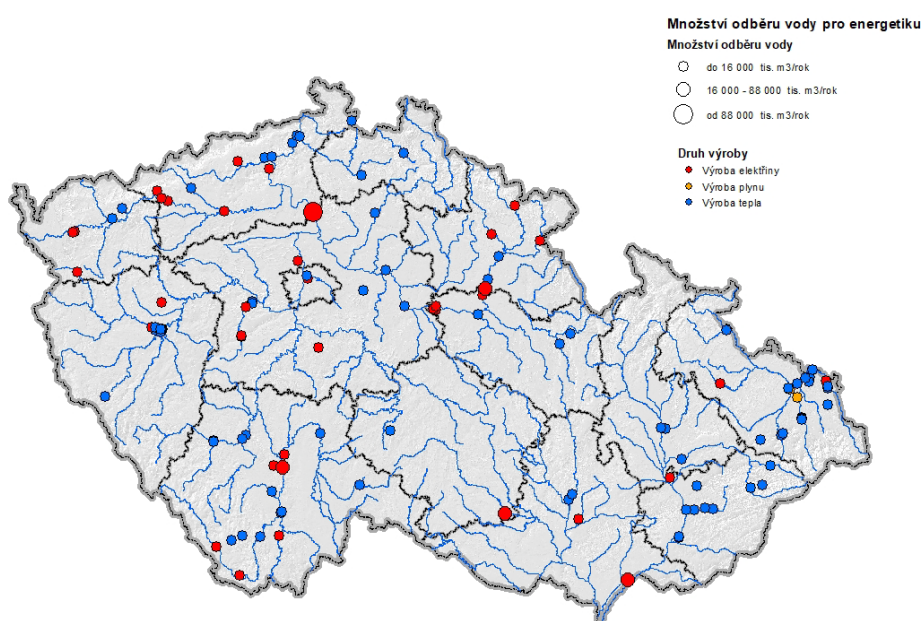 Množství odběru vody pro energetiku
Množství odběru vody
do 16 000 tis. m3/rok
16 000 - 88 000 tis. m3/rok
od 88 000 tis. m3/rok
Druh výroby
Výroba elektřiny
Výroba plynu
Výroba tepla